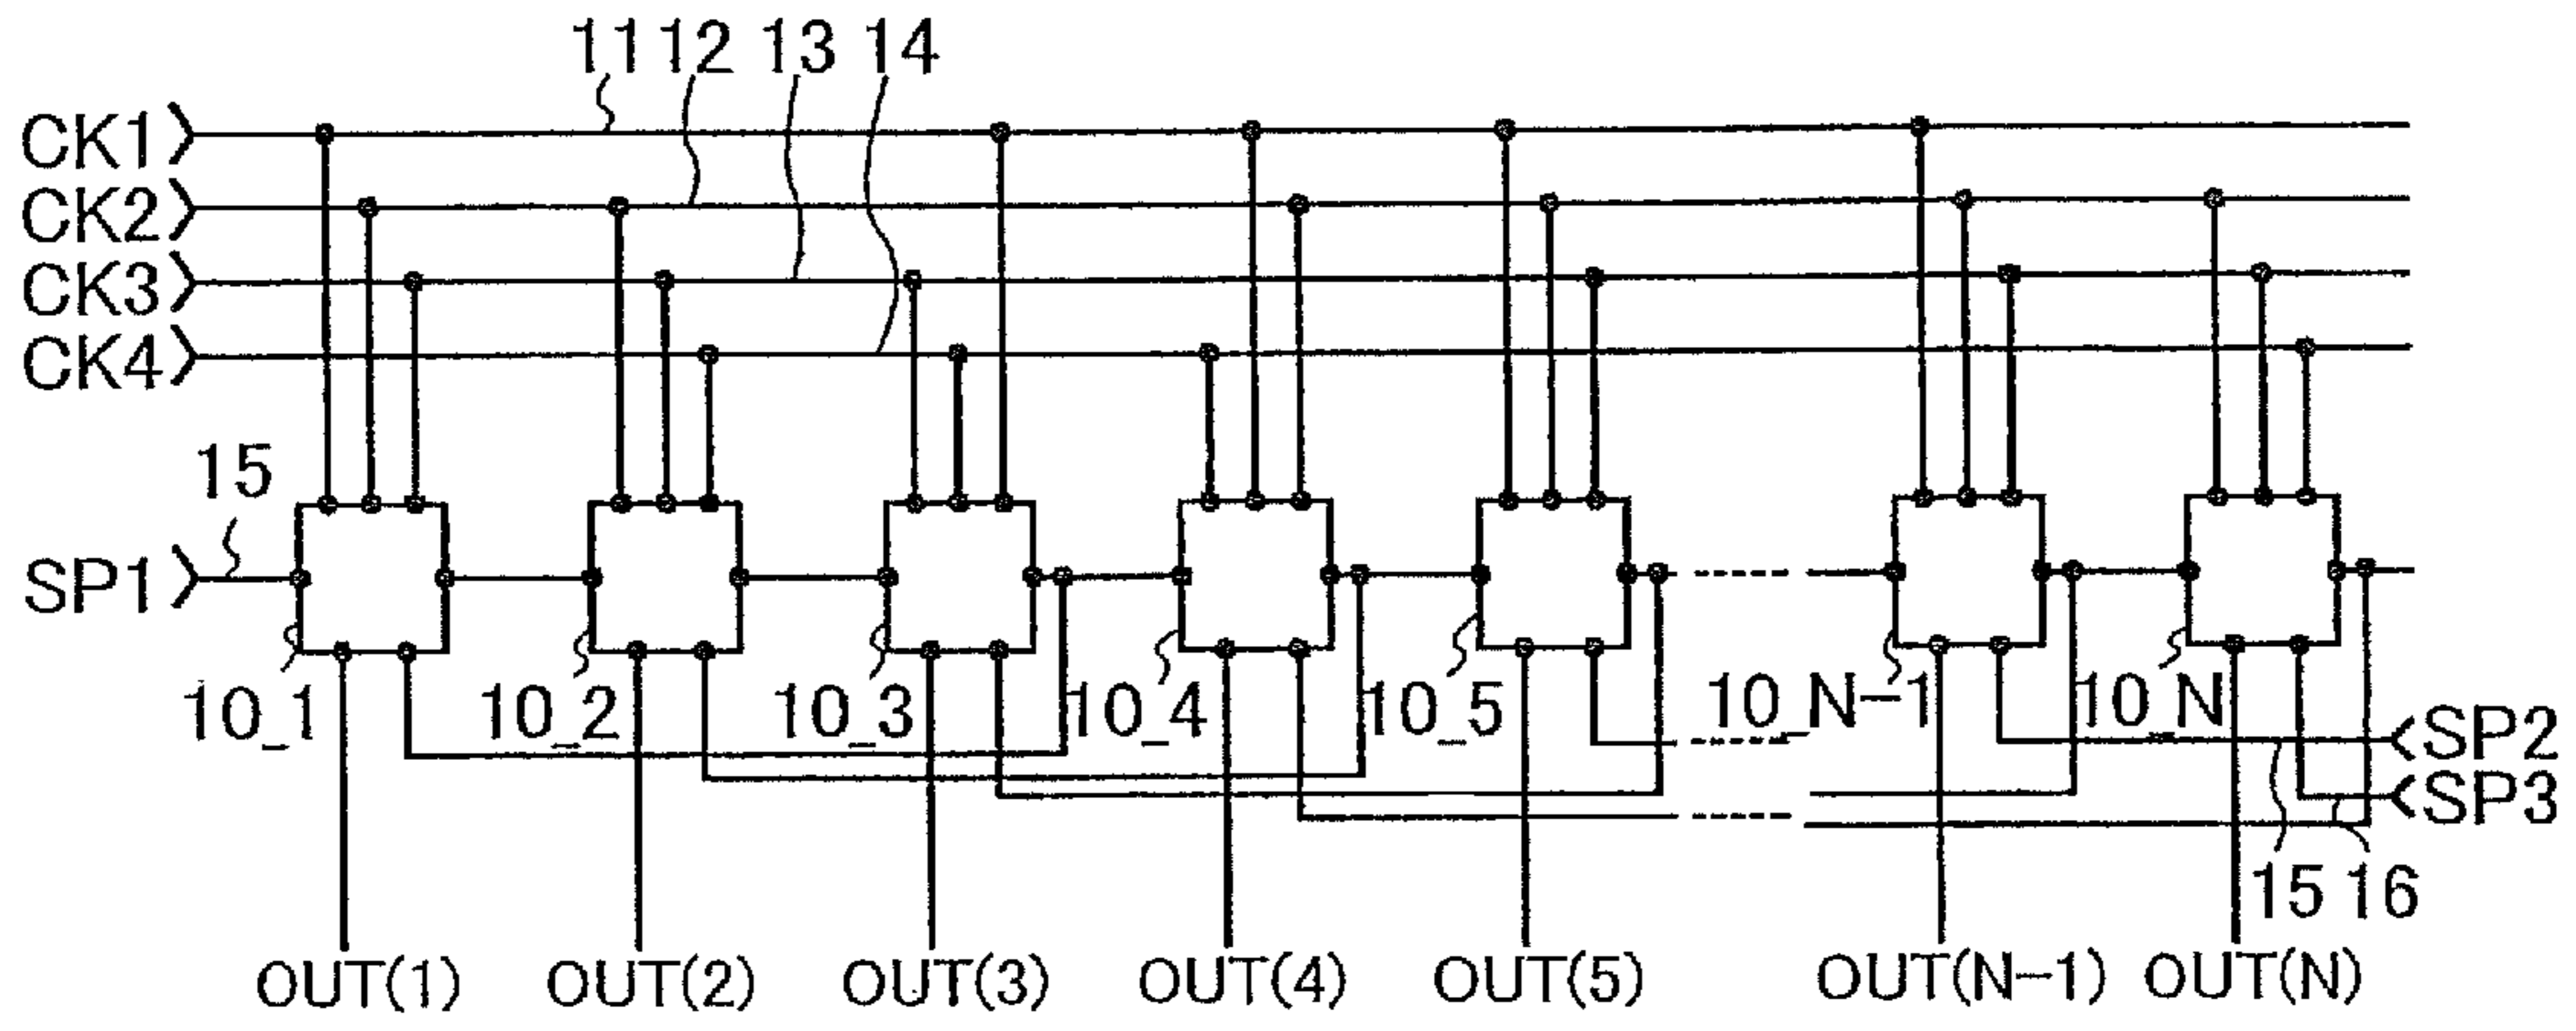 11 12 13 14
CK1
CK2
CK3
CK4
15
SP1
10_1 10_2 10_3 10_4 10_5 10_N-1 10_N
SP2
SP3
15 16
OUT(1) OUT(2) OUT(3) OUT(4) OUT(5) OUT(N-1) OUT(N)